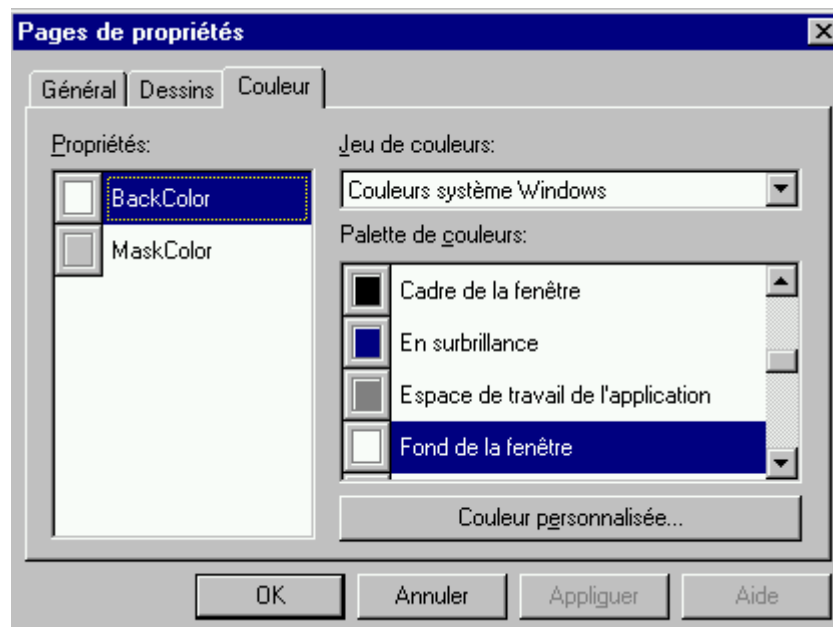 Pages de propriétés
Général Dessins Couleur
Propriétés:
BackColor
MaskColor
Jeu de couleurs:
Couleurs système Windows
Palette de couleurs:
Cadre de la fenêtre
En surbrillance
Espace de travail de l'application
Fond de la fenêtre
Couleur personnalisée...
OK Annuler Appliquer Aide